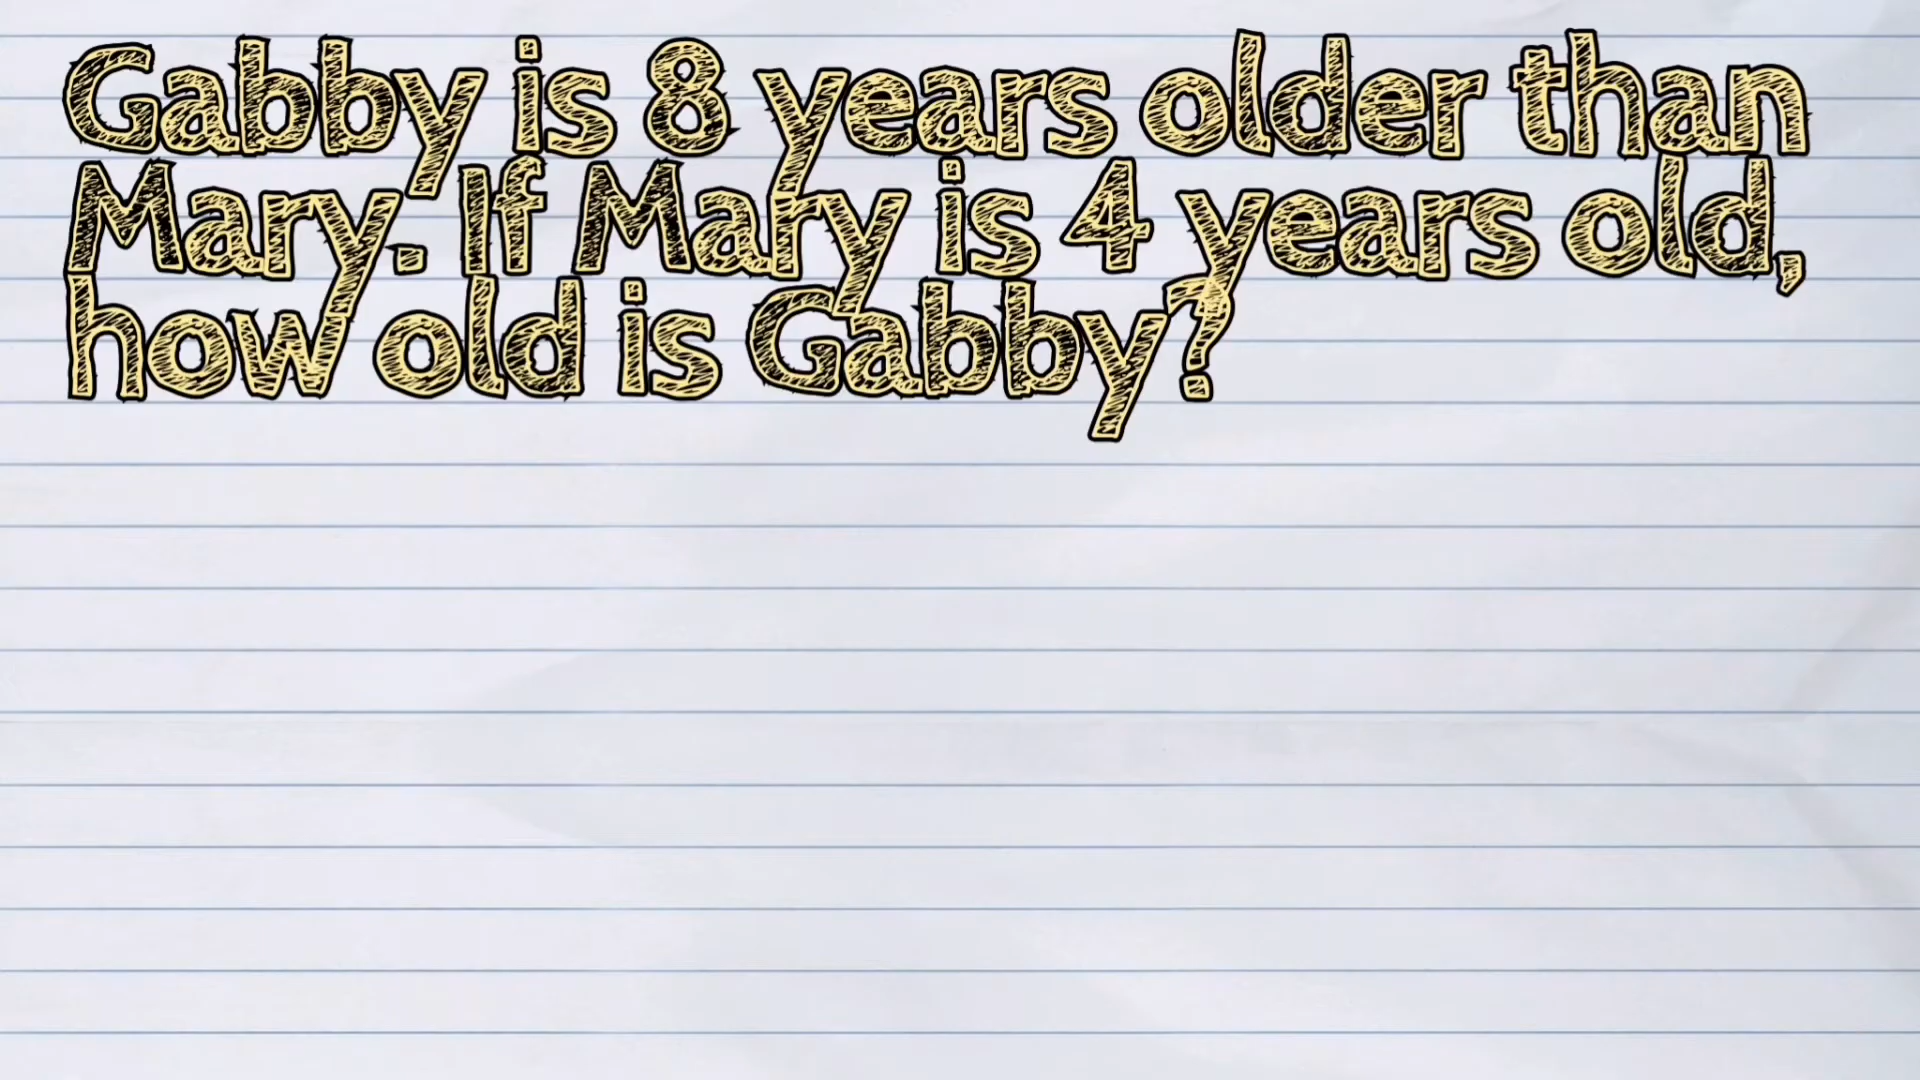 Gabby is 8 years older than
Mary. If Mary is 4 years old,
how old is Gabby?